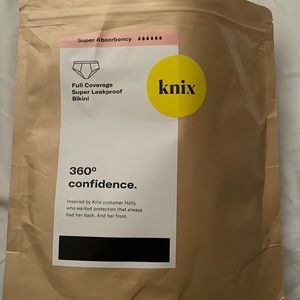 Super Absorbency
Full Coverage
Super Leakproof
Bikini
knix
360°
confidence.
Inspired by Knix customer Holly
who wanted protection that always
had her back. And her front.